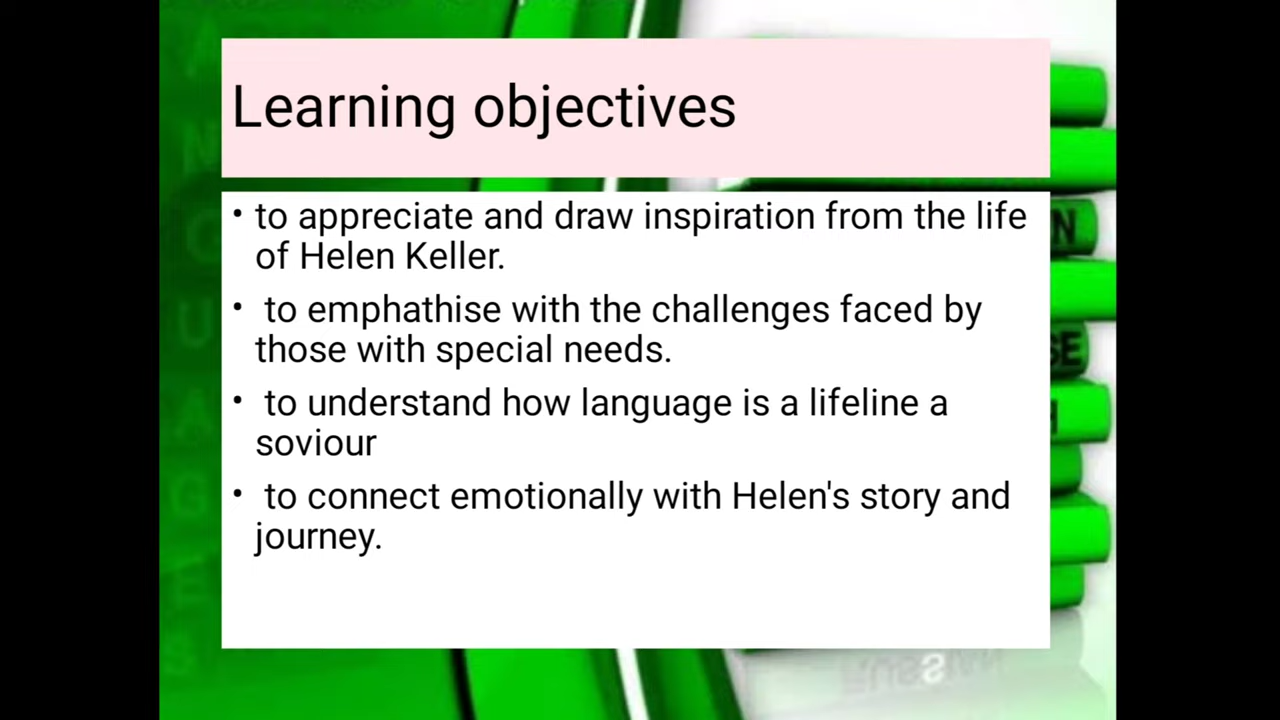 Learning objectives
• to appreciate and draw inspiration from the life
of Helen Keller.
• to emphathise with the challenges faced by
those with special needs.
• to understand how language is a lifeline a
soviour
• to connect emotionally with Helen's story and
journey.
N
SE
H